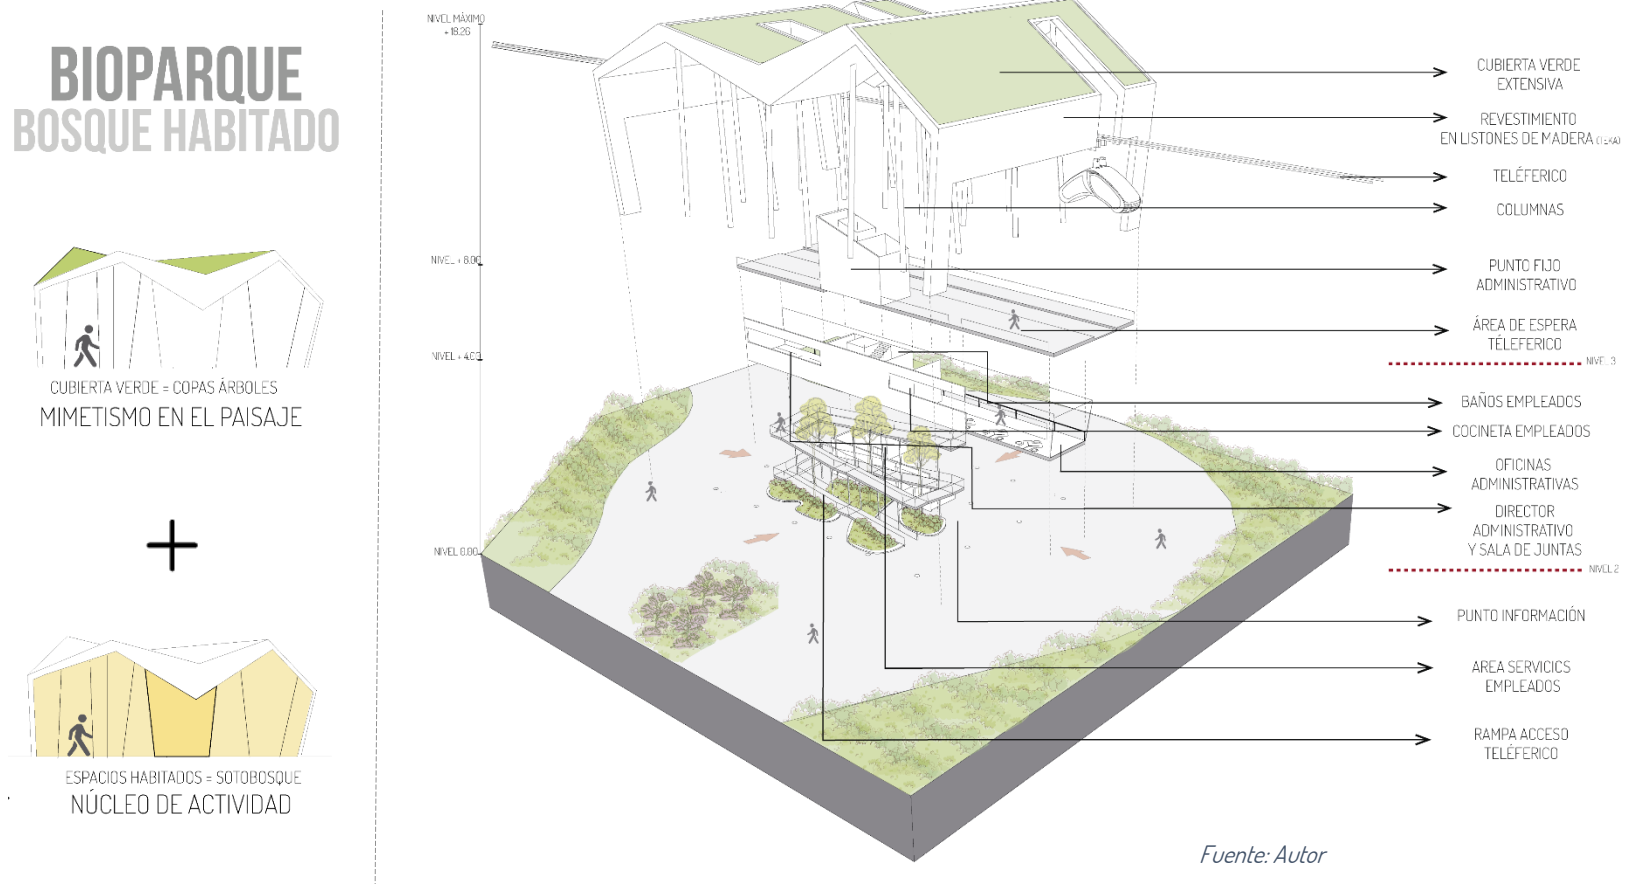 BIOPARQUE
BOSQUE HABITADO
CUBIERTA VERDE = COPAS ÁRBOLES
MIMETISMO EN EL PAISAJE
ESPACIOS HABITADOS = SOTOBOSQUE
NÚCLEO DE ACTIVIDAD
NIVEL MÁXIMO
+ 18.26
NIVEL + 8.00
NIVEL + 4.00
NIVEL 0.00
CUBIERTA VERDE
EXTENSIVA
REVESTIMIENTO
EN LISTONES DE MADERA (TEKA)
TELÉFERICO
COLUMNAS
PUNTO FIJO
ADMINISTRATIVO
ÁREA DE ESPERA
TÉLEFERICO
NIVEL 3
BAÑOS EMPLEADOS
COCINETA EMPLEADOS
OFICINAS
ADMINISTRATIVAS
DIRECTOR
ADMINISTRATIVO
Y SALA DE JUNTAS
NIVEL 2
PUNTO INFORMACIÓN
AREA SERVICIOS
EMPLEADOS
RAMPA ACCESO
TELÉFERICO
Fuente: Autor